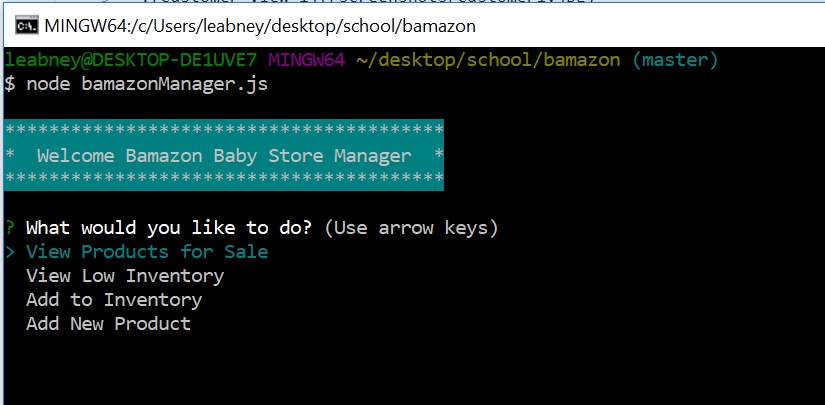 MINGW64:/c/Users/leabney/desktop/school/bamazon
leabney@DESKTOP-DE1UVE7 MINGW64 ~/desktop/school/bamazon (master)
$ node bamazonManager.js
****************************************
*  Welcome Bamazon Baby Store Manager  *
****************************************
? What would you like to do? (Use arrow keys)
> View Products for Sale
View Low Inventory
Add to Inventory
Add New Product